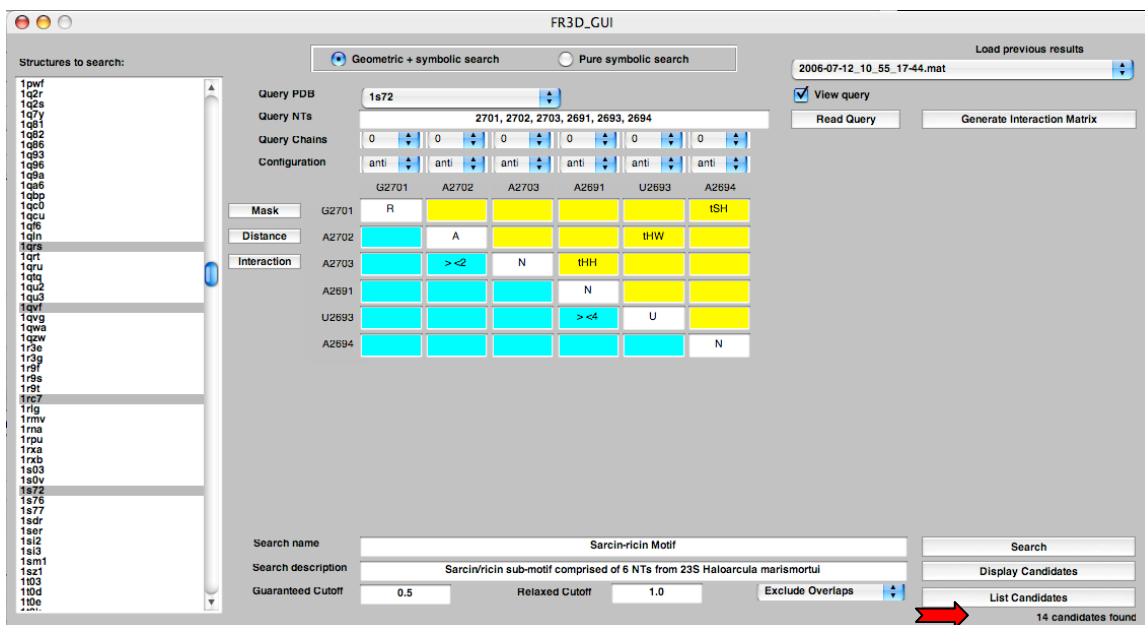 FR3D_GUI
Structures to search:
1pwf
1q2r
1q2s
1q7y
1q81
1q82
1q86
1q93
1q96
1q9a
1qa6
1qbp
1qc0
1qcu
1qf6
1qln
1qrs
1qrt
1qru
1qtq
1qu2
1qu3
1qvf
1qvg
1qwa
1qzw
1r3e
1r3g
1r9f
1r9s
1r9t
1rc7
1rlg
1rmv
1rna
1rpu
1rxa
1rxb
1s03
1s0v
1s72
1s76
1s77
1sdr
1ser
1si2
1si3
1sm1
1sz1
1t03
1t0d
1t0e
Geometric + symbolic search Pure symbolic search
Query PDB 1s72
Query NTs 2701, 2702, 2703, 2691, 2693, 2694
Query Chains 0 0 0 0 0 0
Configuration anti anti anti anti anti anti
G2701 A2702 A2703 A2691 U2693 A2694
Mask G2701 R tSH
Distance A2702 A tHW
Interaction A2703 > <2 N tHH
A2691 N
U2693 > <4 U
A2694 N
Load previous results
2006-07-12_10_55_17-44.mat
View query
Read Query Generate Interaction Matrix
Search name Sarcin-ricin Motif Search
Search description Sarcin/ricin sub-motif comprised of 6 NTs from 23S Haloarcula marismortui Display Candidates
Guaranteed Cutoff 0.5 Relaxed Cutoff 1.0 Exclude Overlaps List Candidates
14 candidates found